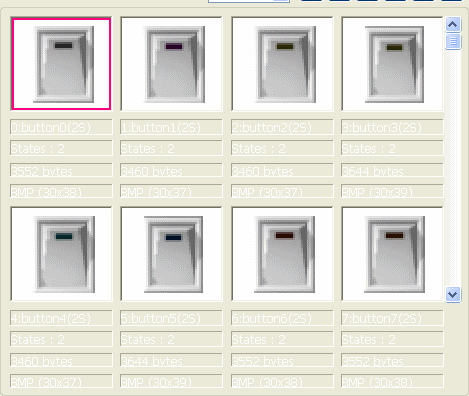 0:button0(2S) 1:button1(2S) 2:button2(2S) 3:button3(2S)
States : 2 States : 2 States : 2 States : 2
3552 bytes 3460 bytes 3460 bytes 3644 bytes
BMP (30x38) BMP (30x37) BMP (30x37) BMP (30x39)
4:button4(2S) 5:button5(2S) 6:button6(2S) 7:button7(2S)
States : 2 States : 2 States : 2 States : 2
3460 bytes 3644 bytes 3552 bytes 3552 bytes
BMP (30x37) BMP (30x39) BMP (30x38) BMP (30x38)